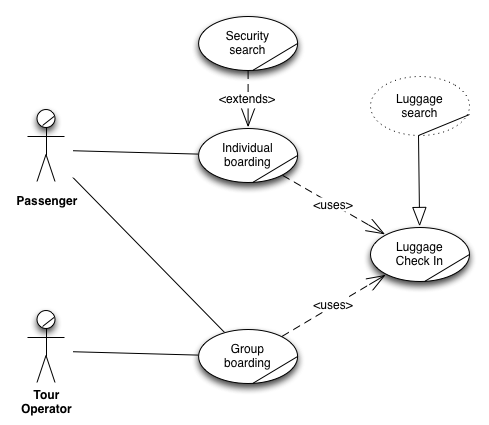 Security
search
<extends>
Luggage
search
Individual
boarding
Passenger
<uses>
Luggage
Check In
<uses>
Group
boarding
Tour
Operator